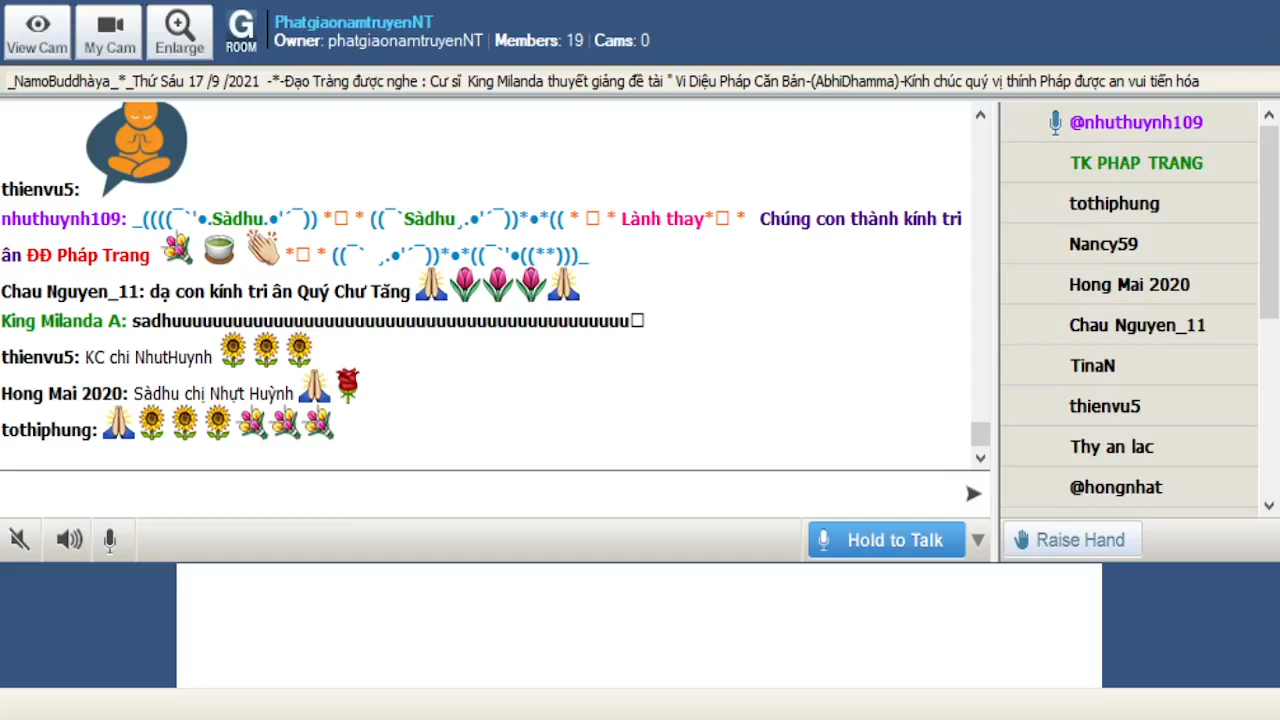 View Cam
My Cam
Enlarge
G
ROOM
PhatgiaonamtruyenNT
Owner: phatgiaonamtruyenNT | Members: 19 | Cams: 0
_NamoBuddhàya_*_Thứ Sáu 17 /9 /2021 -*-Đạo Tràng được nghe : Cư sĩ King Milanda thuyết giảng đề tài " Vi Diệu Pháp Căn Bản-(AbhiDhamma)-Kính chúc quý vị thính Pháp được an vui tiến hóa
thienvu5:
nhuthuynh109: _((((¯`'●.Sàdhu.●'´¯)) *□ * ((¯`Sàdhu¸.●'´¯))*●*(( * □ * Lành thay*□ * Chúng con thành kính tri
ân ĐĐ Pháp Trang *□ * ((¯` ¸.●'´¯))*●*((¯`'●((**)))_
Chau Nguyen_11: dạ con kính tri ân Quý Chư Tăng
King Milanda A: sadhuuuuuuuuuuuuuuuuuuuuuuuuuuuuuuuuuuuuuuuuuuuuu□
thienvu5: KC chi NhutHuynh
Hong Mai 2020: Sàdhu chị Nhựt Huỳnh
tothiphung:
@nhuthuynh109
TK PHAP TRANG
tothiphung
Nancy59
Hong Mai 2020
Chau Nguyen_11
TinaN
thienvu5
Thy an lac
@hongnhat
Hold to Talk
Raise Hand